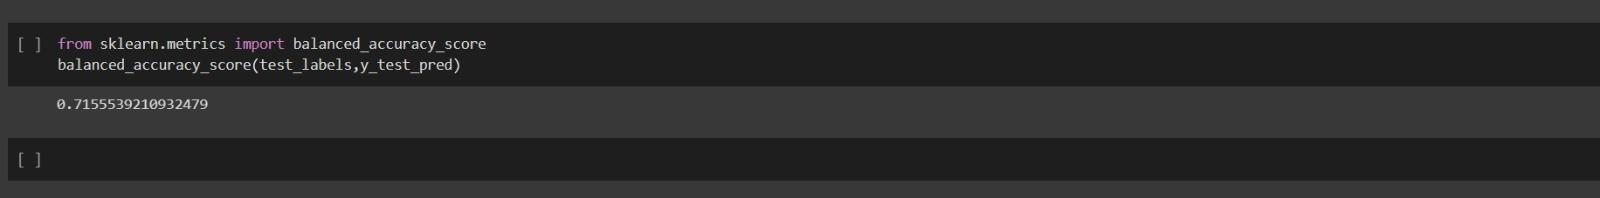 [ ] from sklearn.metrics import balanced_accuracy_score
balanced_accuracy_score(test_labels,y_test_pred)
0.7155539210932479
[ ]